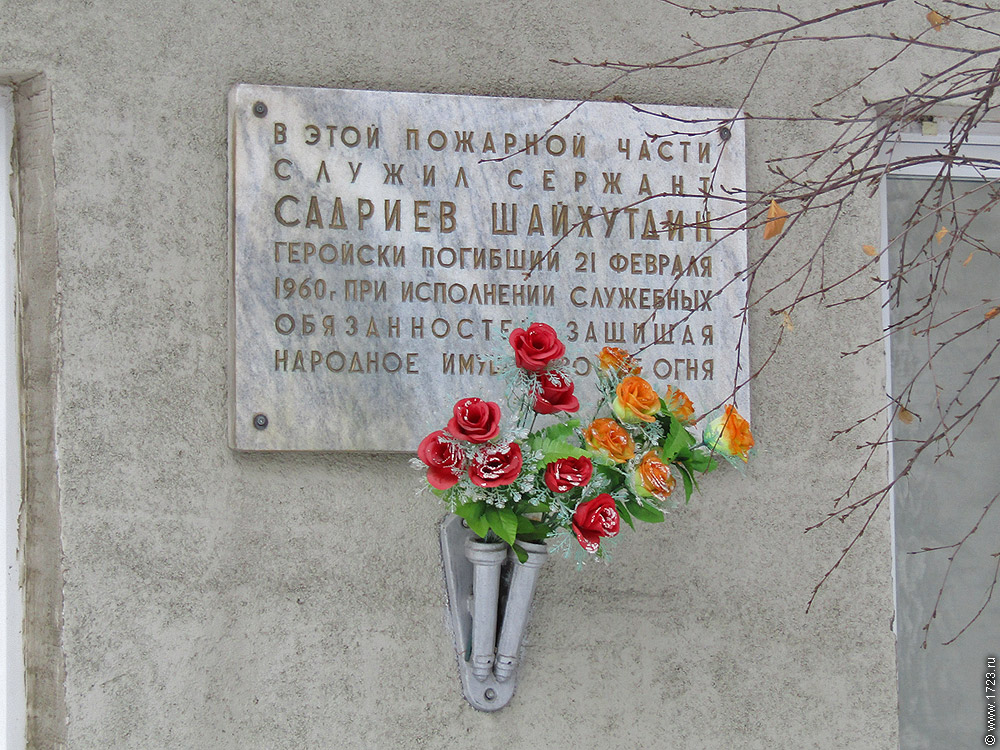 В ЭТОЙ ПОЖАРНОЙ ЧАСТИ
СЛУЖИЛ СЕРЖАНТ
САДРИЕВ ШАЙХУТДИН
ГЕРОЙСКИ ПОГИБШИЙ 21 ФЕВРАЛЯ
1960г. ПРИ ИСПОЛНЕНИИ СЛУЖЕБНЫХ
ЗАЩИЩАЯ
НАРОДНОЕ ОГНЯ
© www.1723.ru